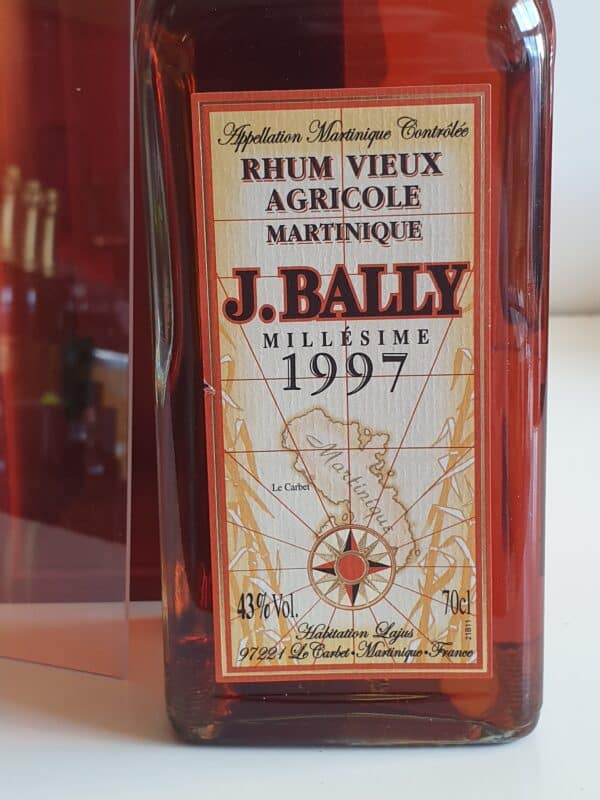 Appellation Martinique Contrôlée
RHUM VIEUX
AGRICOLE
MARTINIQUE
J.BALLY
MILLÉSIME
1997
Martinique
Le Carbet
43%Vol.
70cl
21B11
Habitation Lajus
97221 Le Carbet • Martinique • France